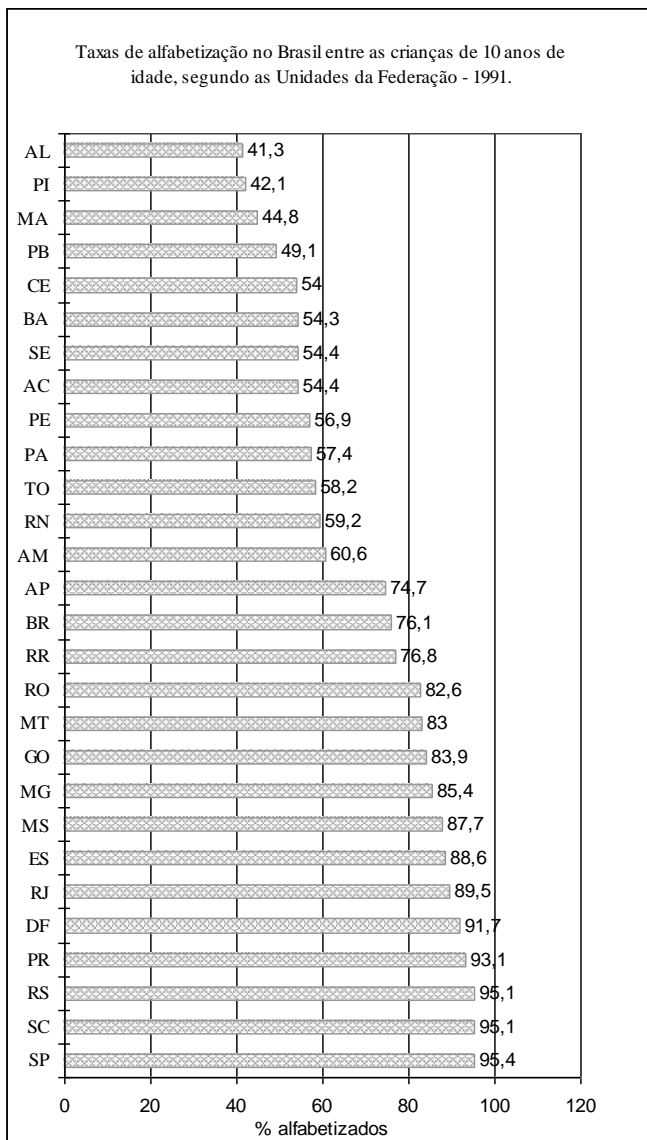 Taxas de alfabetização no Brasil entre as crianças de 10 anos de
idade, segundo as Unidades da Federação - 1991.
AL 41,3
PI 42,1
MA 44,8
PB 49,1
CE 54
BA 54,3
SE 54,4
AC 54,4
PE 56,9
PA 57,4
TO 58,2
RN 59,2
AM 60,6
AP 74,7
BR 76,1
RR 76,8
RO 82,6
MT 83
GO 83,9
MG 85,4
MS 87,7
ES 88,6
RJ 89,5
DF 91,7
PR 93,1
RS 95,1
SC 95,1
SP 95,4
0 20 40 60 80 100 120
% alfabetizados